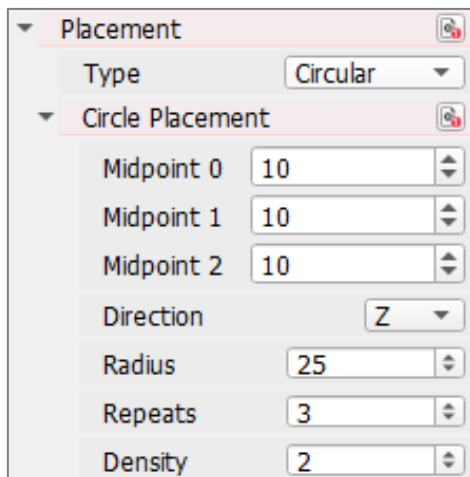 Placement
Type Circular
Circle Placement
Midpoint 0 10
Midpoint 1 10
Midpoint 2 10
Direction Z
Radius 25
Repeats 3
Density 2